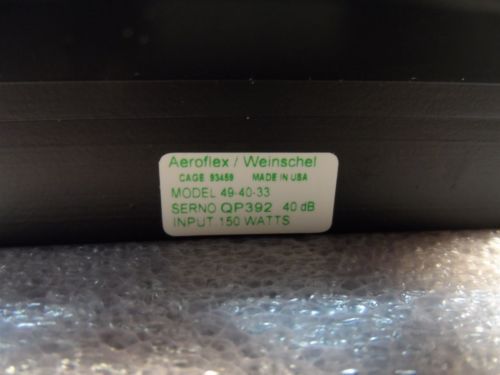 Aeroflex / Weinschel
CAGE 93459 MADE IN USA
MODEL 49-40-33
SERNO QP392 40 dB
INPUT 150 WATTS